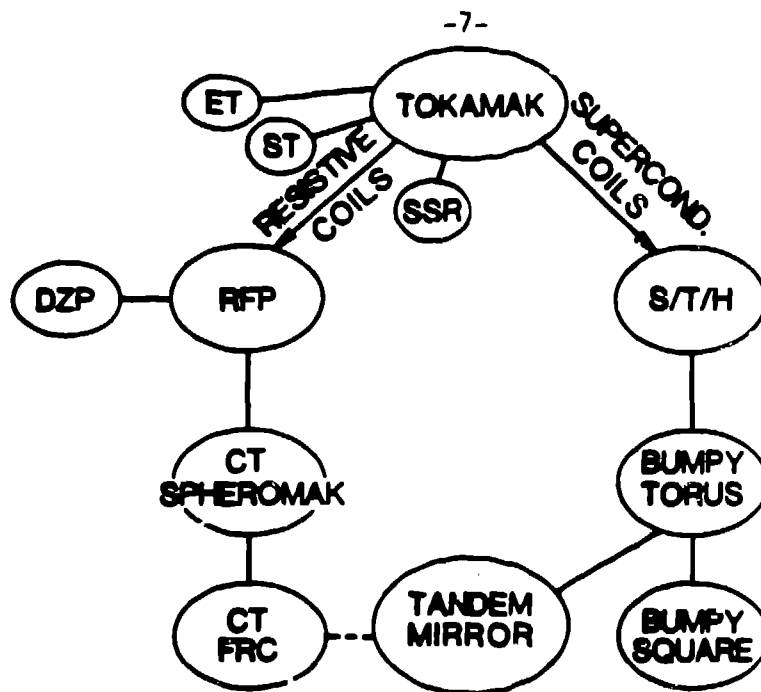 -7-
ET
TOKAMAK
ST
RESISTIVE
COILS
SSR
SUPERCOND.
COILS
DZP
RFP
S/T/H
CT
SPHEROMAK
BUMPY
TORUS
CT
FRC
TANDEM
MIRROR
BUMPY
SQUARE